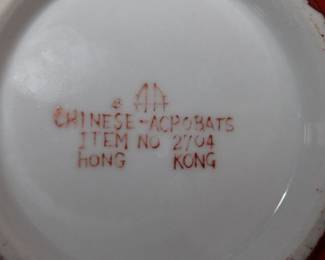 CHINESE-ACROBATS
ITEM NO 2704
HONG KONG